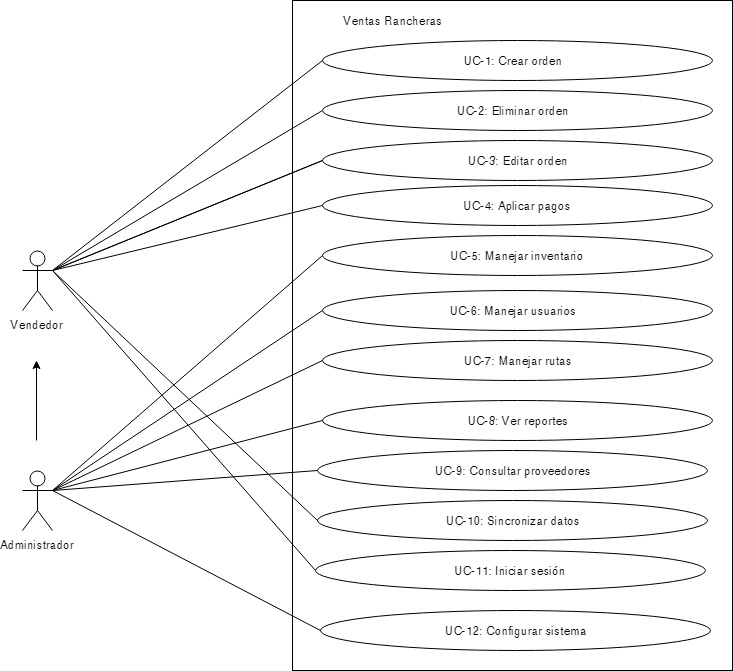 Ventas Rancheras
UC-1: Crear orden
UC-2: Eliminar orden
UC-3: Editar orden
UC-4: Aplicar pagos
UC-5: Manejar inventario
UC-6: Manejar usuarios
UC-7: Manejar rutas
UC-8: Ver reportes
UC-9: Consultar proveedores
UC-10: Sincronizar datos
UC-11: Iniciar sesión
UC-12: Configurar sistema
Vendedor
Administrador